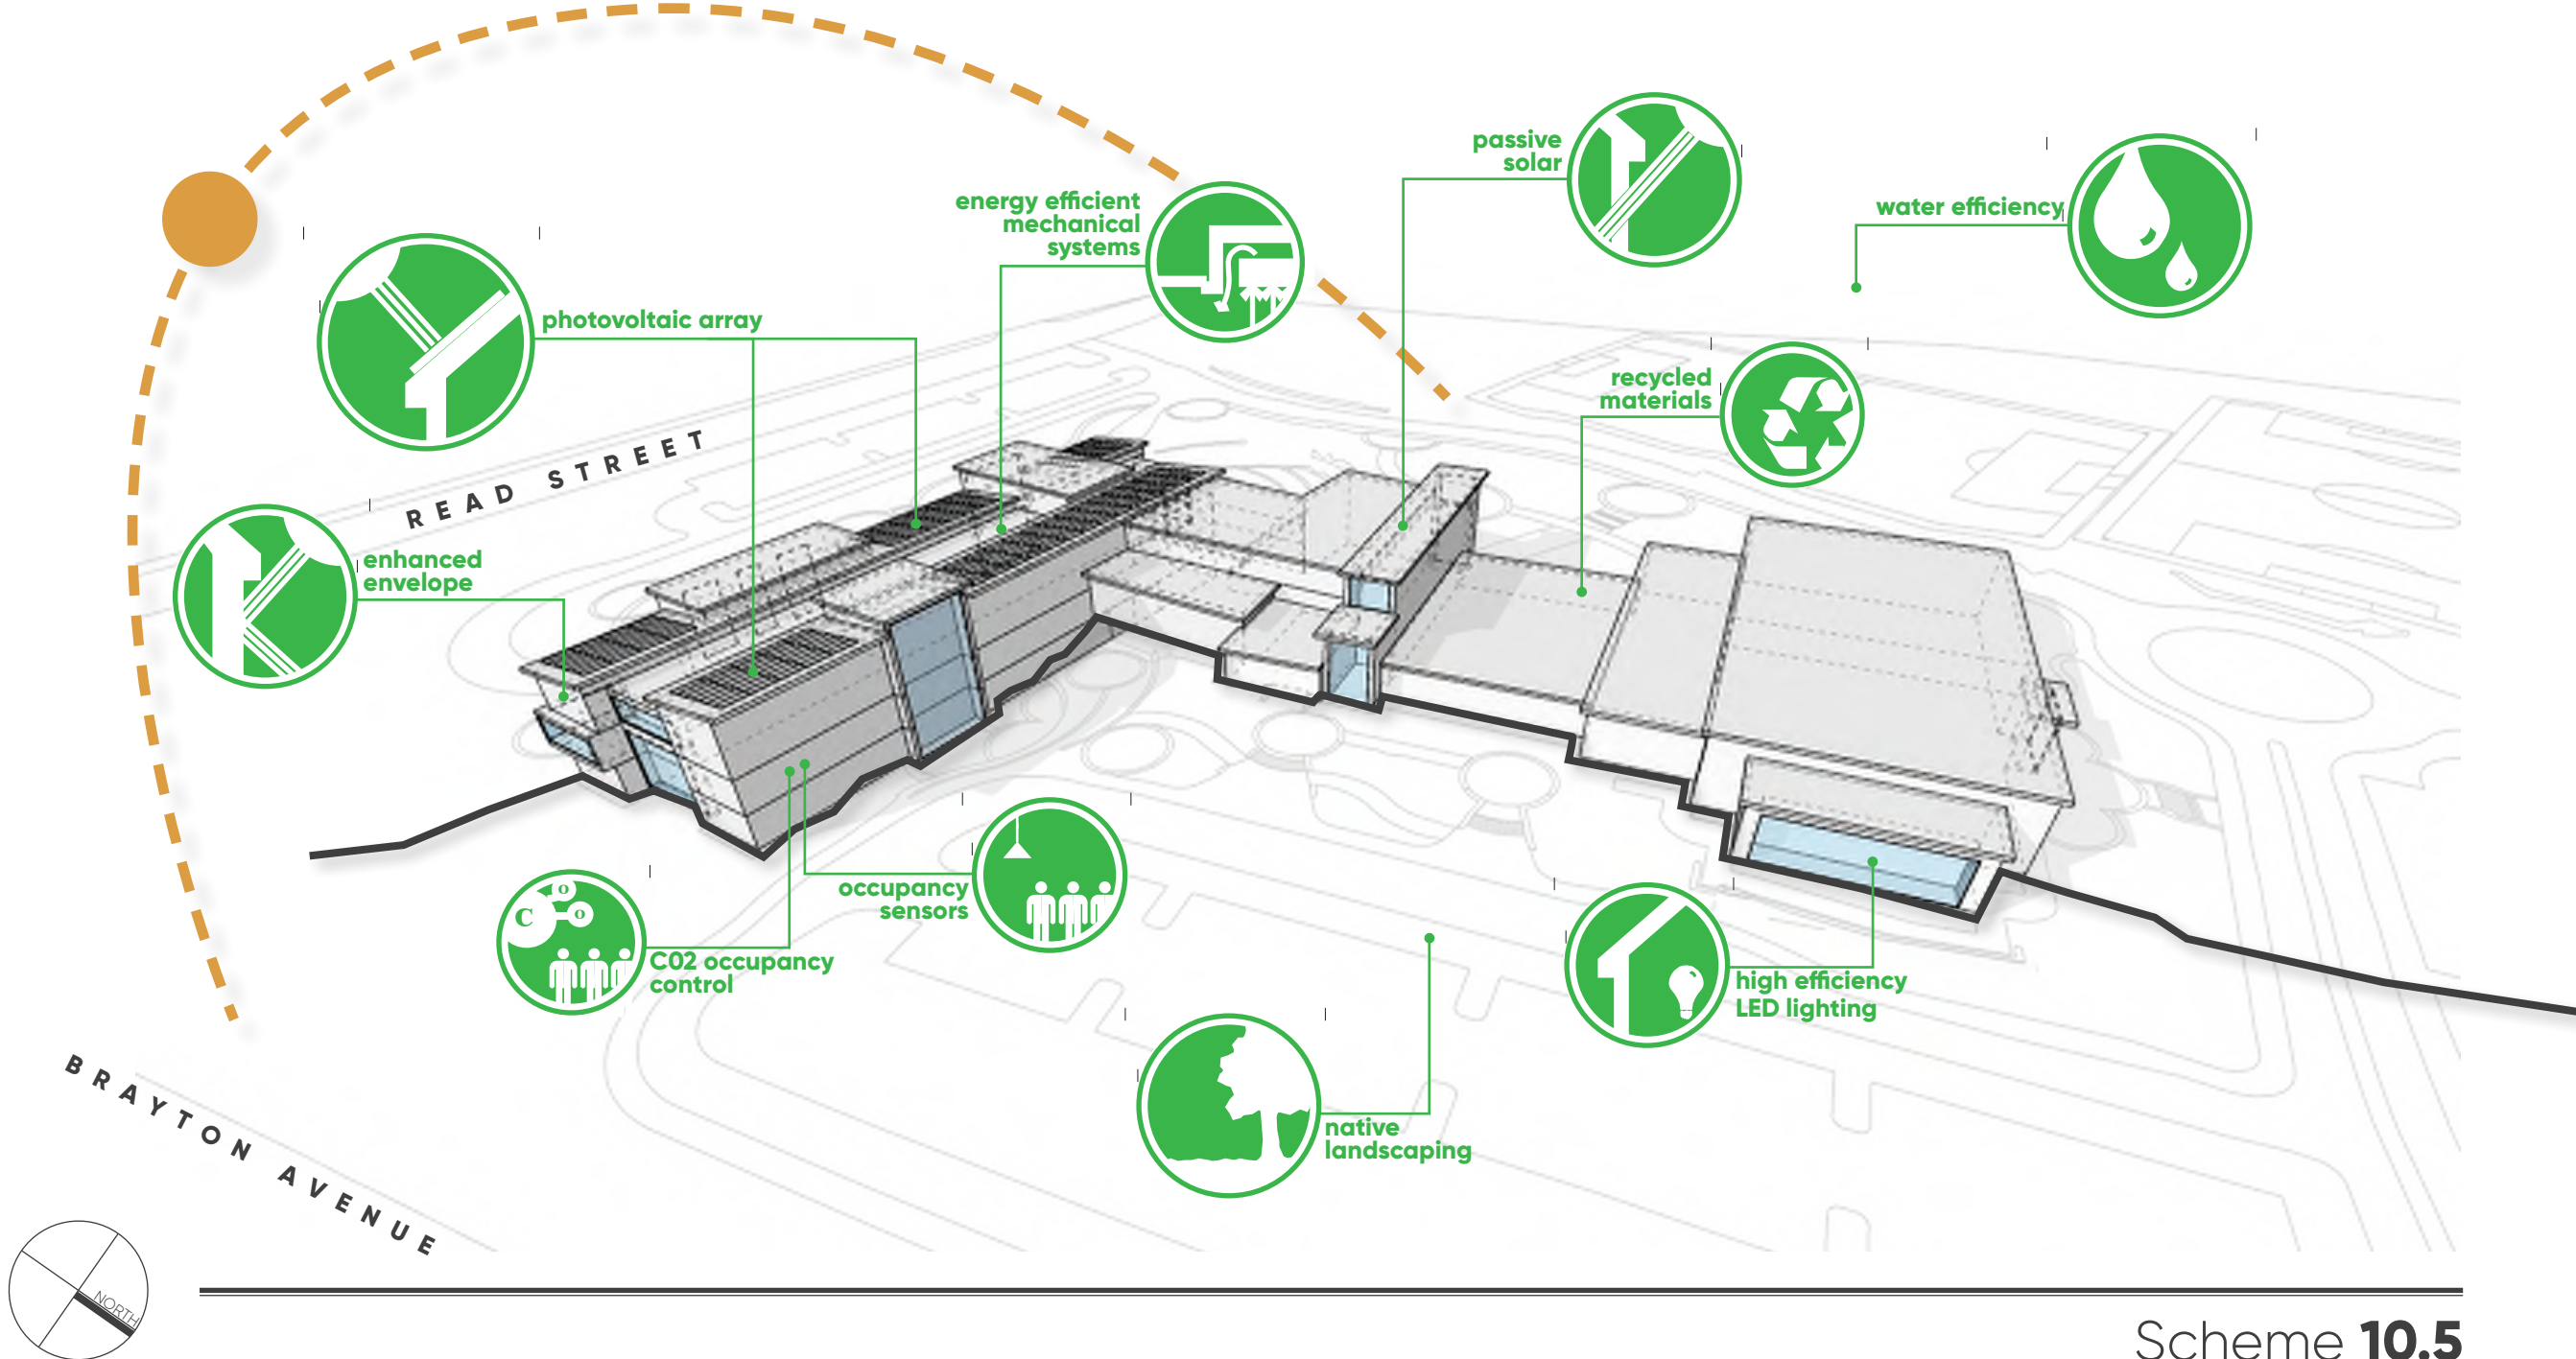 passive
solar
water efficiency
energy efficient
mechanical
systems
photovoltaic array
recycled
materials
READ STREET
enhanced
envelope
occupancy
sensors
C
o
o
C02 occupancy
control
high efficiency
LED lighting
native
landscaping
BRAYTON AVENUE
NORTH
Scheme 10.5